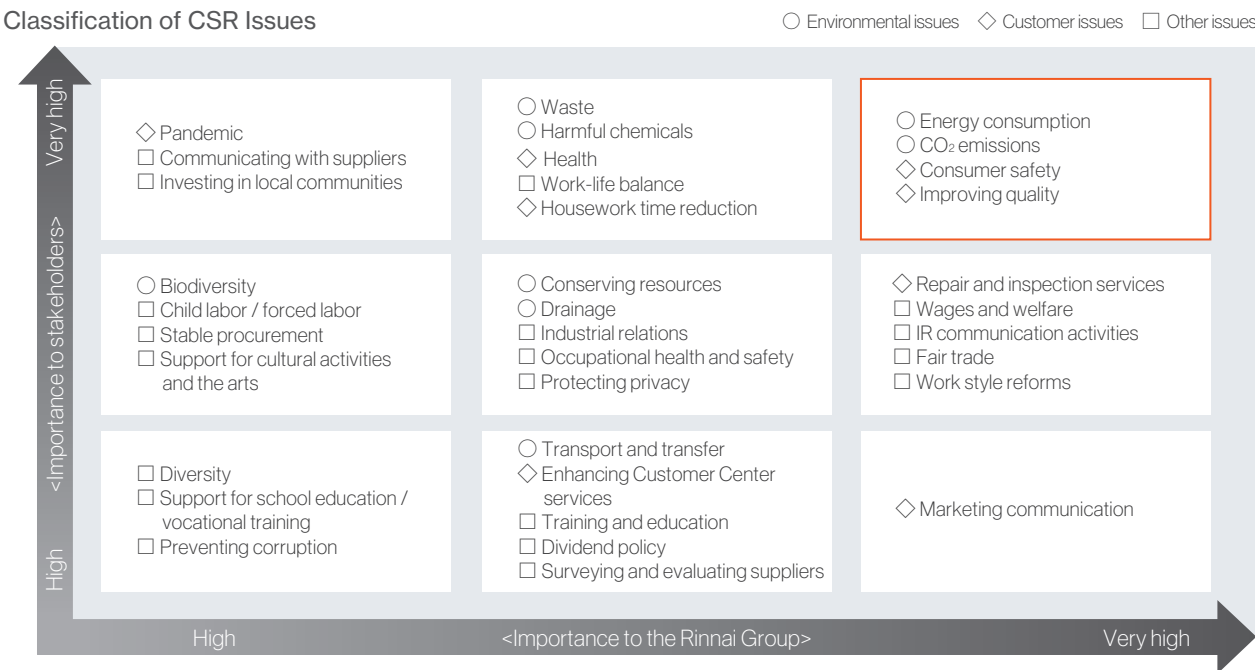 Classification of CSR Issues
○ Environmental issues ◇ Customer issues □ Other issues
Very high
<Importance to stakeholders>
High
◇ Pandemic
□ Communicating with suppliers
□ Investing in local communities
○ Waste
○ Harmful chemicals
◇ Health
□ Work-life balance
◇ Housework time reduction
○ Energy consumption
○ CO₂ emissions
◇ Consumer safety
◇ Improving quality
○ Biodiversity
□ Child labor / forced labor
□ Stable procurement
□ Support for cultural activities
and the arts
○ Conserving resources
○ Drainage
□ Industrial relations
□ Occupational health and safety
□ Protecting privacy
◇ Repair and inspection services
□ Wages and welfare
□ IR communication activities
□ Fair trade
□ Work style reforms
□ Diversity
□ Support for school education /
vocational training
□ Preventing corruption
○ Transport and transfer
◇ Enhancing Customer Center
services
□ Training and education
□ Dividend policy
□ Surveying and evaluating suppliers
◇ Marketing communication
High
<Importance to the Rinnai Group>
Very high